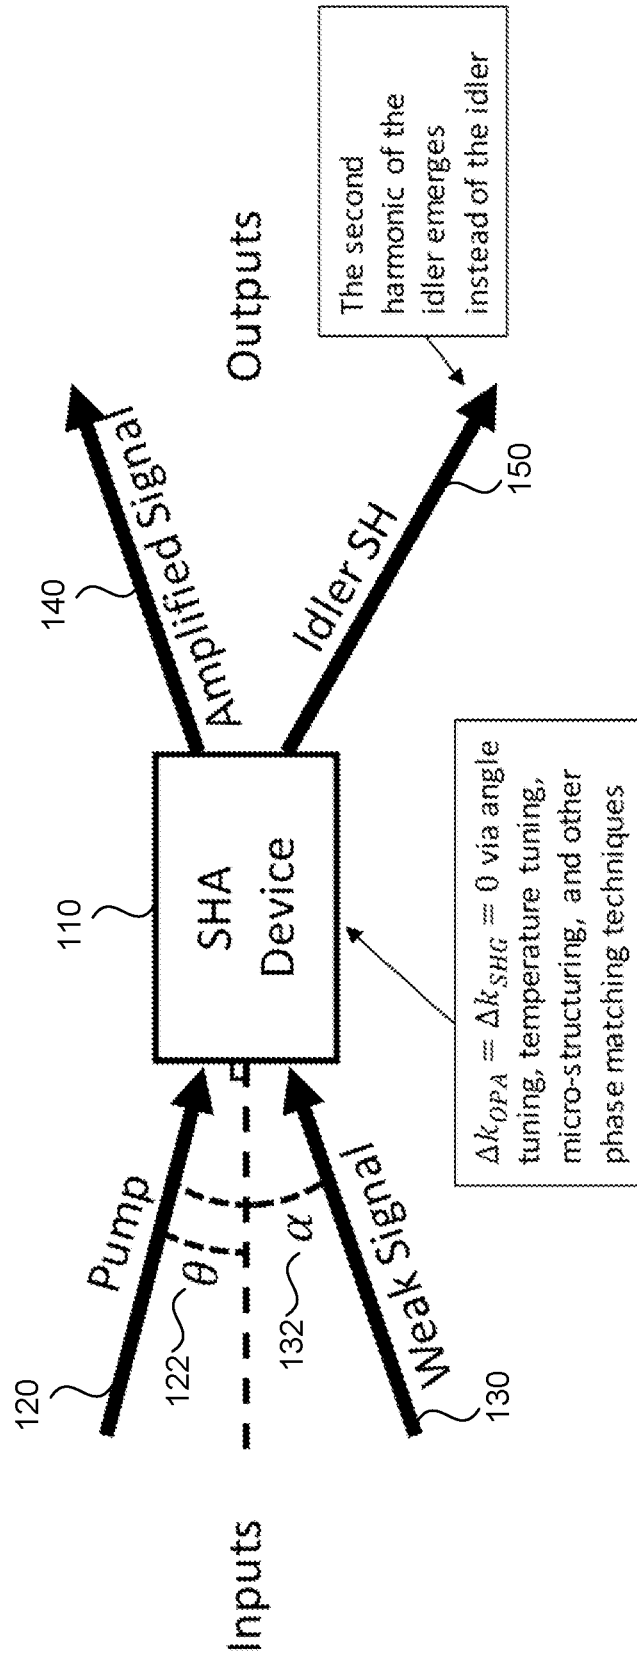 Inputs
120
Pump
122
θ
132
α
Weak Signal
130
110
SHA
Device
Δk_OPA = Δk_SHG = 0 via angle
tuning, temperature tuning,
micro-structuring, and other
phase matching techniques
140
Amplified Signal
Idler SH
150
Outputs
The second
harmonic of the
idler emerges
instead of the idler